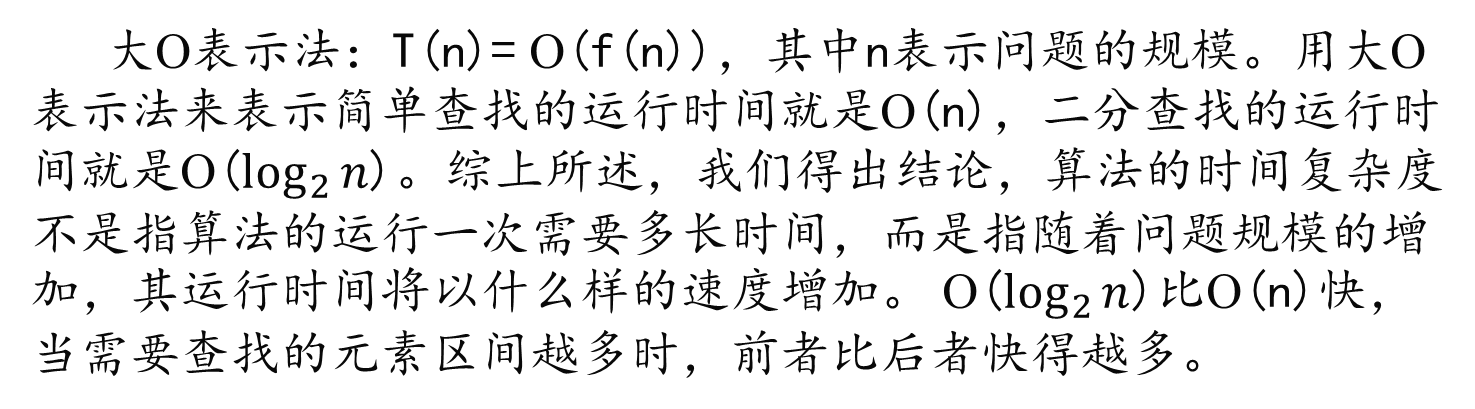 大O表示法：T(n)=O(f(n))，其中n表示问题的规模。用大O
表示法来表示简单查找的运行时间就是O(n)，二分查找的运行时
间就是O(log₂ n)。综上所述，我们得出结论，算法的时间复杂度
不是指算法的运行一次需要多长时间，而是指随着问题规模的增
加，其运行时间将以什么样的速度增加。O(log₂ n)比O(n)快，
当需要查找的元素区间越多时，前者比后者快得越多。